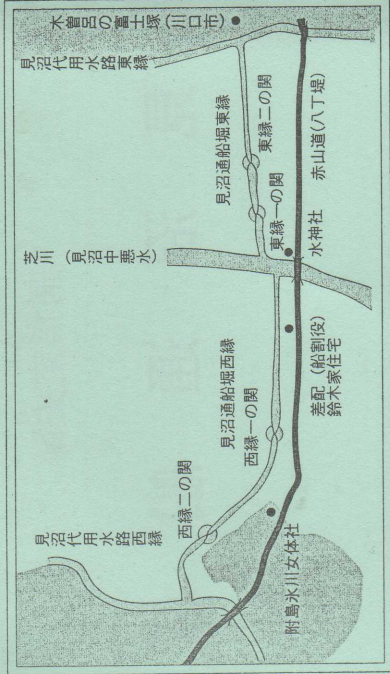 木曽呂の富士塚（川口市）
見沼代用水路東縁
見沼通船堀東縁
東縁二の関
東縁一の関
赤山道（八丁堤）
水神社
芝川（見沼中悪水）
差配（船割役）
鈴木家住宅
見沼通船堀西縁
西縁一の関
西縁二の関
見沼代用水路西縁
附島氷川女体社